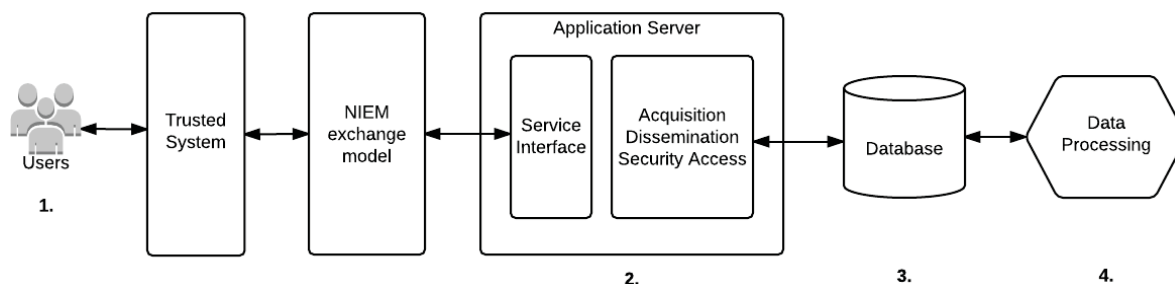 Application Server
Users
Trusted
System
NIEM
exchange
model
Service
Interface
Acquisition
Dissemination
Security Access
Database
Data
Processing
1.
2.
3.
4.